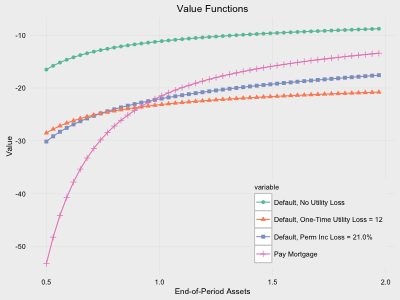 Value Functions
-10
-20
-30
-40
-50
Value
variable
Default, No Utility Loss
Default, One-Time Utility Loss = 12
Default, Perm Inc Loss = 21.0%
Pay Mortgage
0.5 1.0 1.5 2.0
End-of-Period Assets